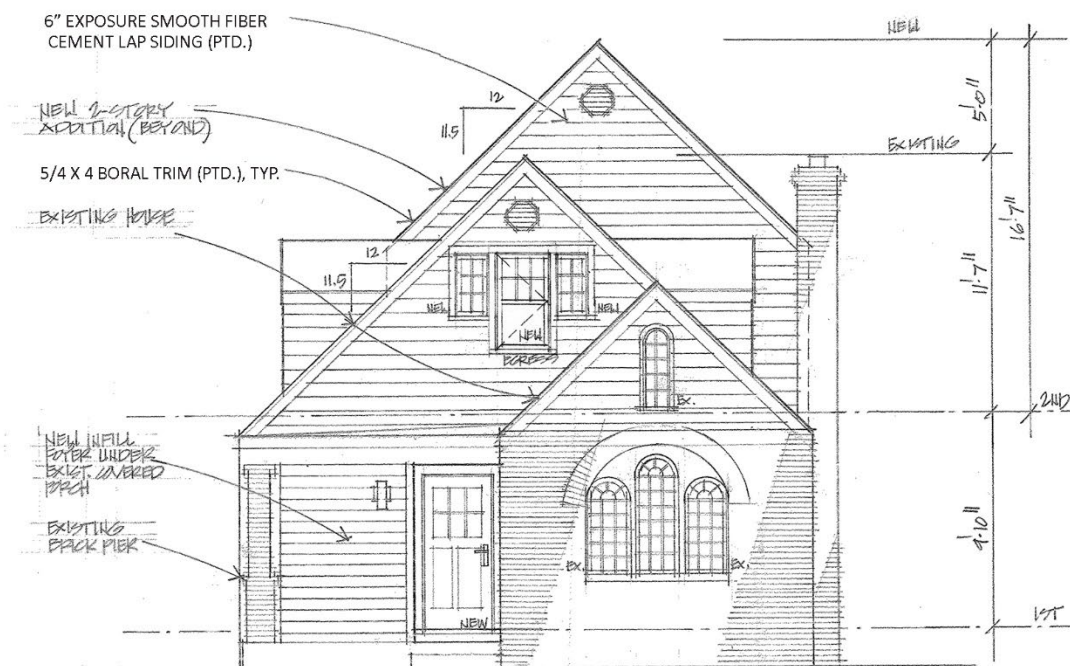 6” EXPOSURE SMOOTH FIBER
CEMENT LAP SIDING (PTD.)
NEW 2-STORY
ADDITION (BEYOND)
5/4 X 4 BORAL TRIM (PTD.), TYP.
EXISTING HOUSE
NEW INFILL
FOYER UNDER
EXIST. COVERED
PORCH
EXISTING
BRICK PIER
12
11.5
12
11.5
NEW
NEW
NEW
EGRESS
EX.
EX.
EX.
NEW
NEW
EXISTING
2ND
1ST
5'-0"
11'-7"
16'-7"
9'-10"